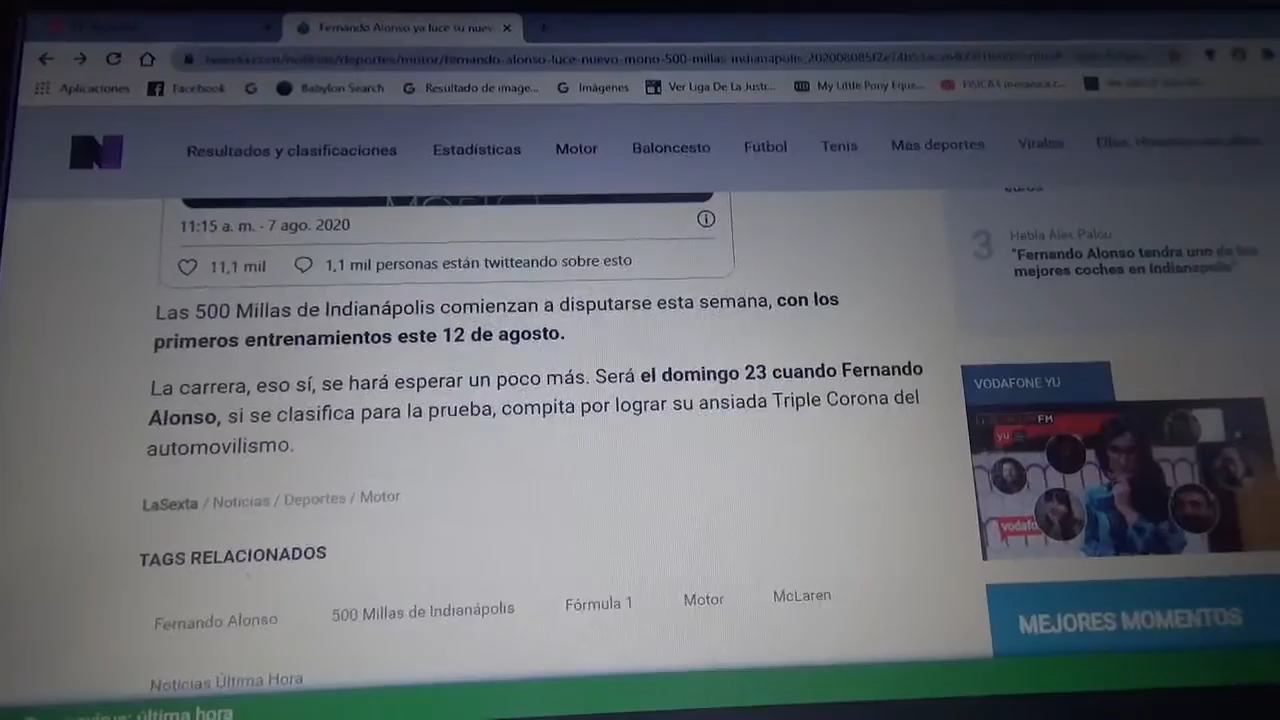 Fernando Alonso ya luce su nuev
Aplicaciones Facebook Babylon Search Resultado de image... Imágenes Ver Liga De La Justi... My Little Pony Eque...
N Resultados y clasificaciones Estadísticas Motor Baloncesto Fútbol Tenis Más deportes Virales
11:15 a. m. · 7 ago. 2020
11,1 mil 1,1 mil personas están twitteando sobre esto
Las 500 Millas de Indianápolis comienzan a disputarse esta semana, con los
primeros entrenamientos este 12 de agosto.
La carrera, eso sí, se hará esperar un poco más. Será el domingo 23 cuando Fernando
Alonso, si se clasifica para la prueba, compita por lograr su ansiada Triple Corona del
automovilismo.
LaSexta / Noticias / Deportes / Motor
TAGS RELACIONADOS
Fernando Alonso 500 Millas de Indianápolis Fórmula 1 Motor McLaren
Noticias Última Hora
última hora
3 Habla Álex Palou
"Fernando Alonso tendrá uno de los
mejores coches en Indianápolis"
VODAFONE YU
FM
yu
vodafo
MEJORES MOMENTOS